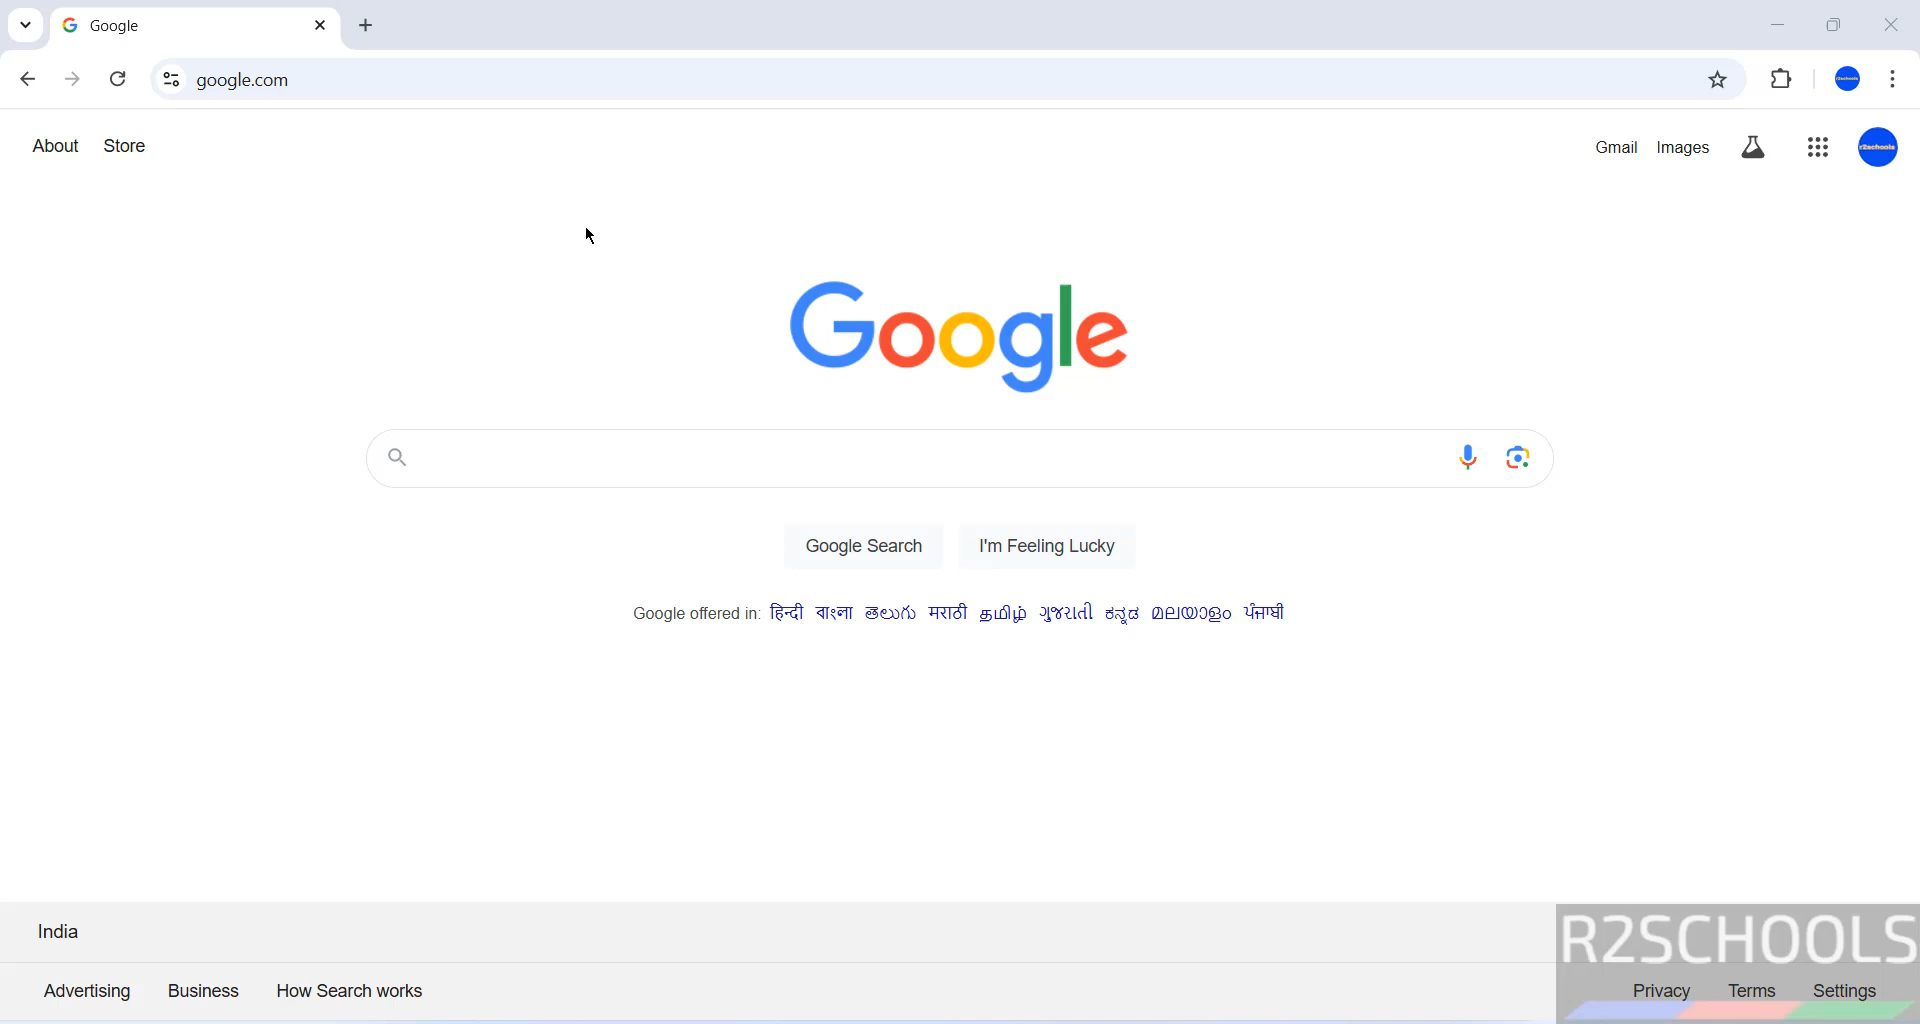 Google
google.com
About Store
Gmail Images
r2schools
Google
Google Search I'm Feeling Lucky
Google offered in: हिन्दी বাংলা తెలుగు मराठी தமிழ் ગુજરાતી ಕನ್ನಡ മലയാളം ਪੰਜਾਬੀ
India
R2SCHOOLS
Advertising Business How Search works
Privacy Terms Settings